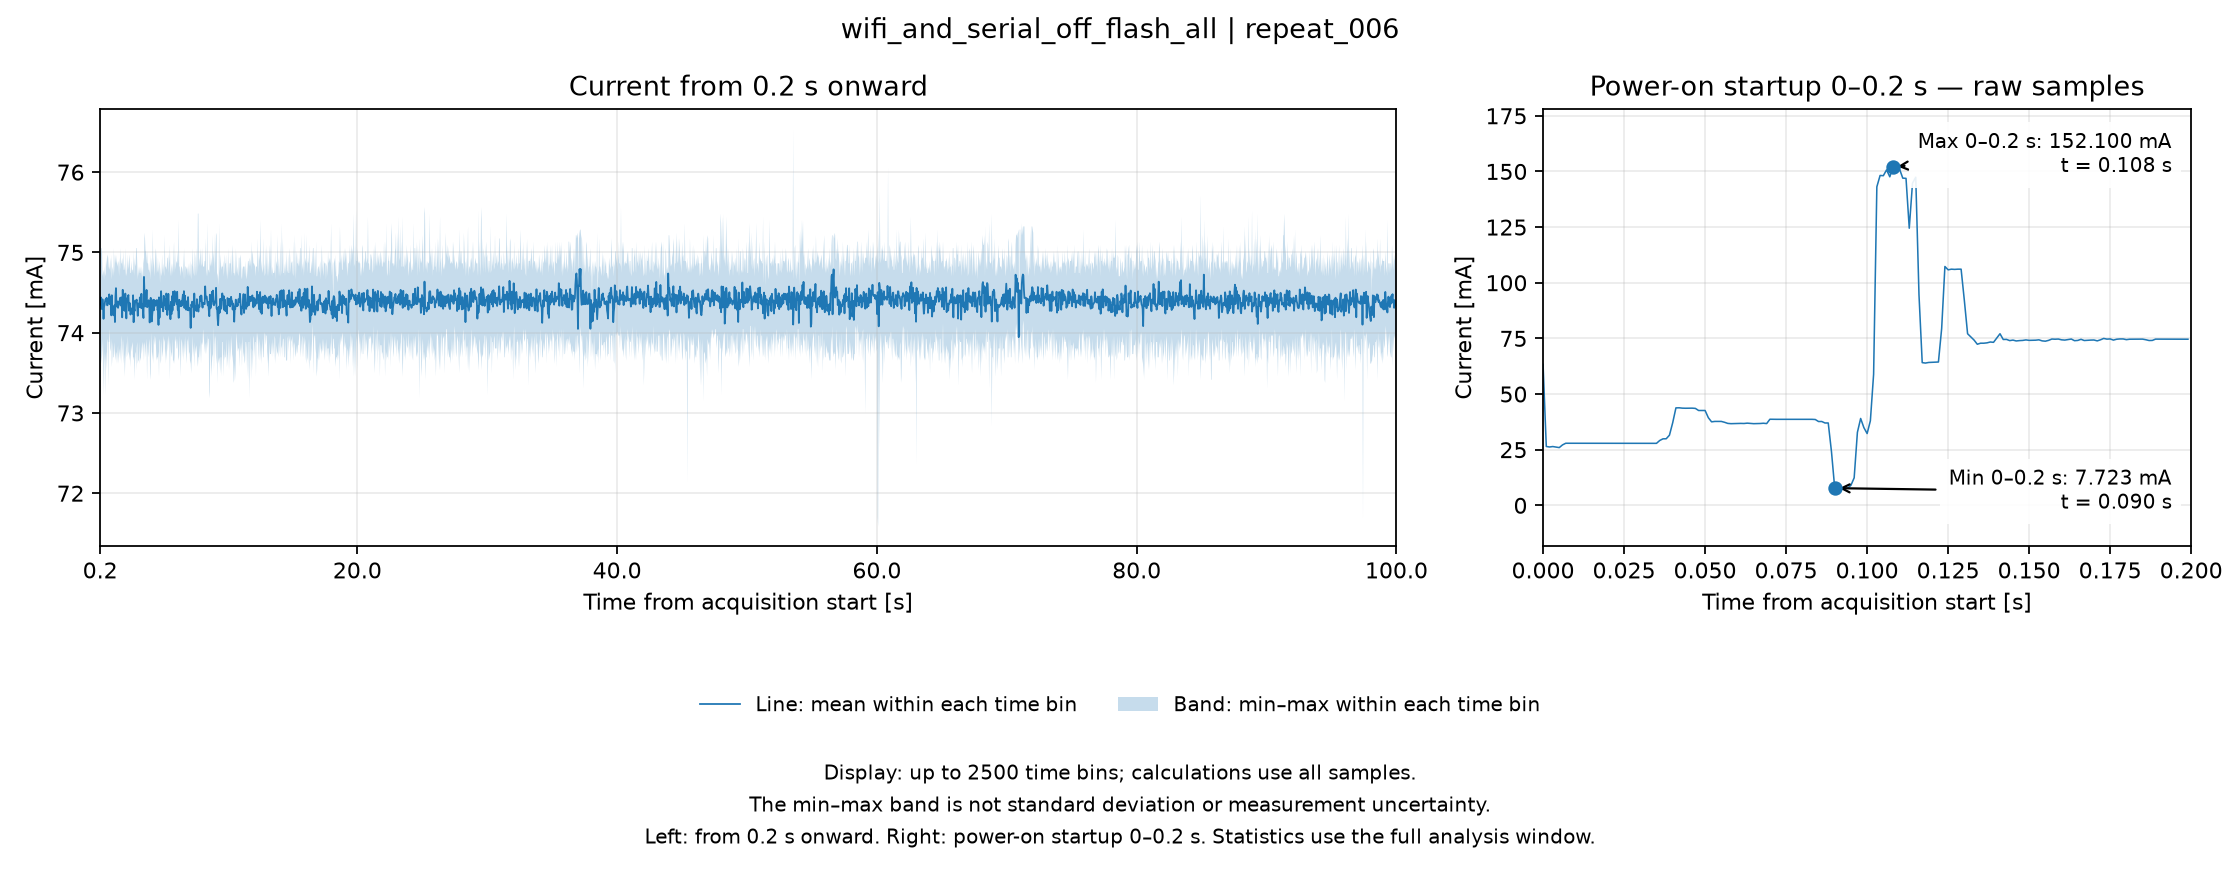 wifi_and_serial_off_flash_all | repeat_006
Current from 0.2 s onward
Current [mA]
76
75
74
73
72
0.2 20.0 40.0 60.0 80.0 100.0
Time from acquisition start [s]
Power-on startup 0–0.2 s — raw samples
Current [mA]
175
150
125
100
75
50
25
0
Max 0–0.2 s: 152.100 mA
t = 0.108 s
Min 0–0.2 s: 7.723 mA
t = 0.090 s
0.000 0.025 0.050 0.075 0.100 0.125 0.150 0.175 0.200
Time from acquisition start [s]
Line: mean within each time bin
Band: min–max within each time bin
Display: up to 2500 time bins; calculations use all samples.
The min–max band is not standard deviation or measurement uncertainty.
Left: from 0.2 s onward. Right: power-on startup 0–0.2 s. Statistics use the full analysis window.